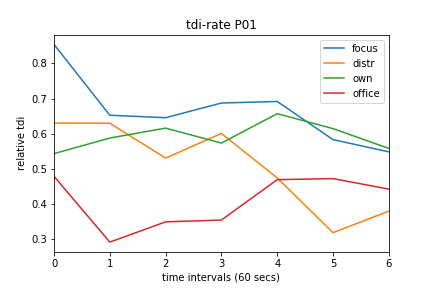 tdi-rate P01
focus
distr
own
office
relative tdi
0.8
0.7
0.6
0.5
0.4
0.3
0 1 2 3 4 5 6
time intervals (60 secs)